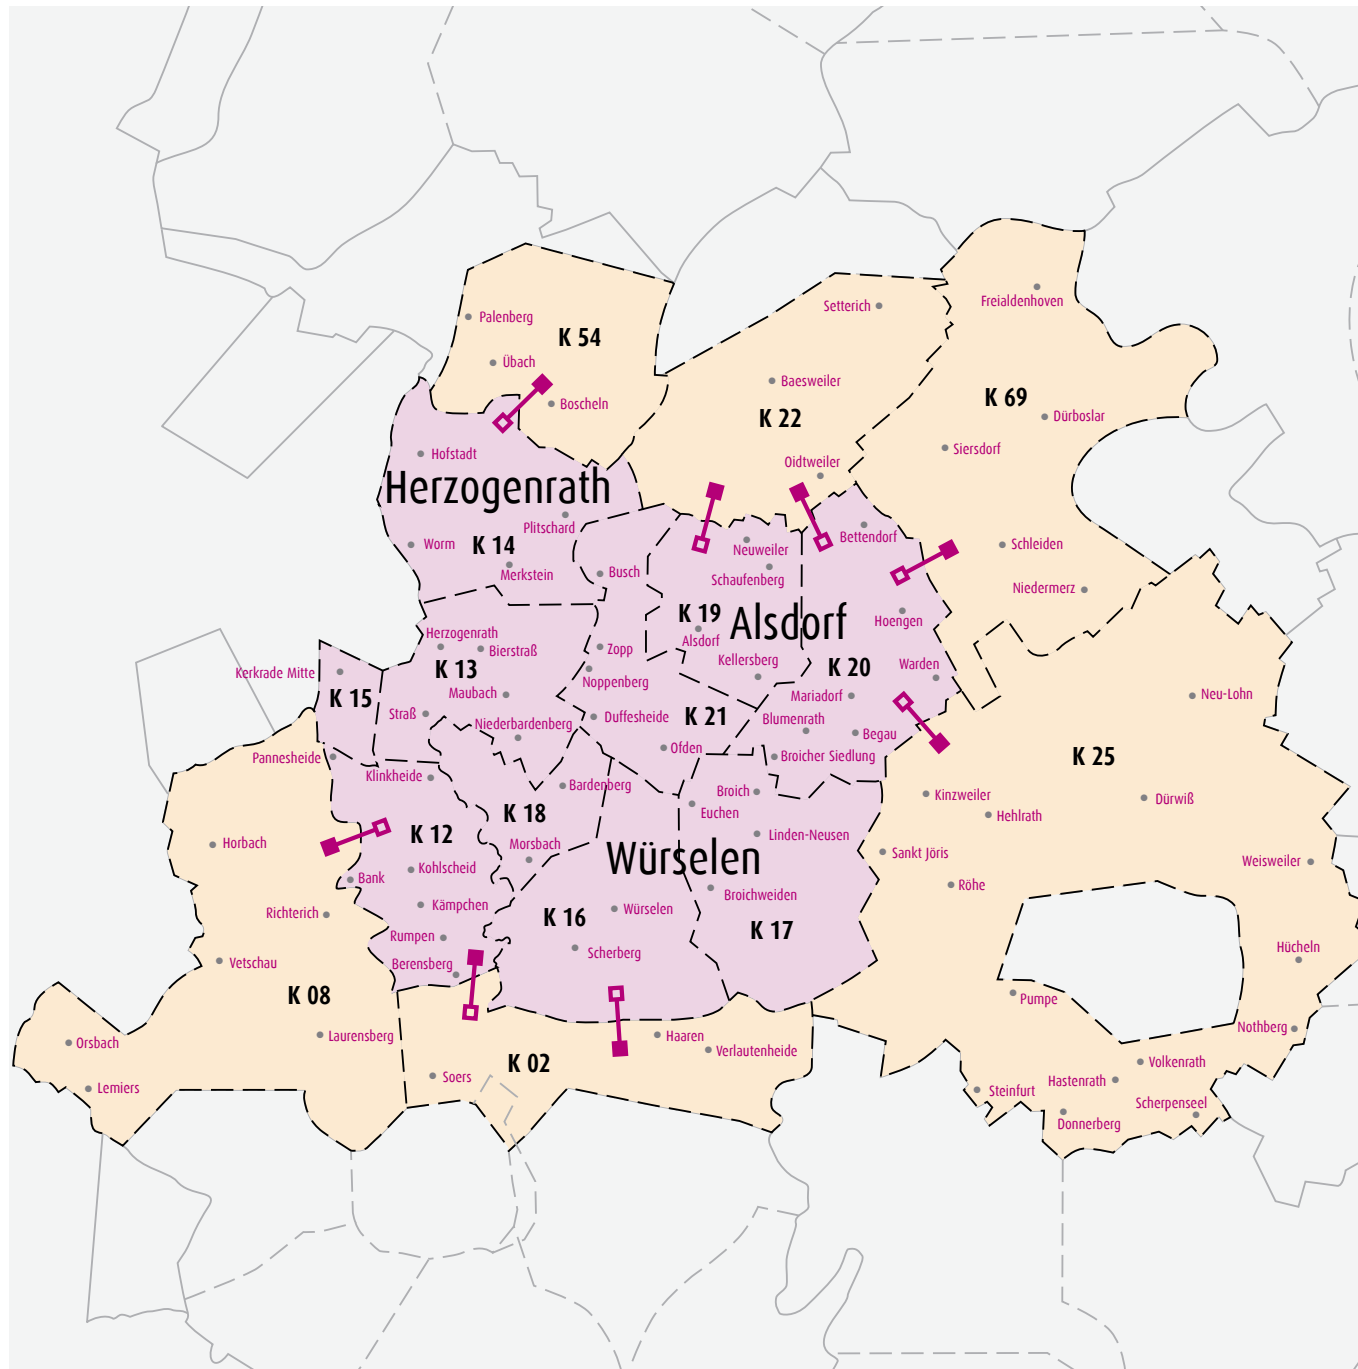 Setterich
Freialdenhoven
Palenberg
K 54
Übach
Baesweiler
Boscheln
K 69
K 22
Dürboslar
Hofstadt
Siersdorf
Oidtweiler
Herzogenrath
Plitschard
Bettendorf
Worm
K 14
Neuweiler
Schleiden
Merkstein
Busch
Schaufenberg
Niedermerz
K 19
Alsdorf
Hoengen
Herzogenrath
Bierstraß
Zopp
Alsdorf
Kerkrade Mitte
K 13
Kellersberg
K 20
Warden
Noppenberg
K 15
Maubach
Mariadorf
Neu-Lohn
Straß
Niederbardenberg
Duffesheide
K 21
Blumenrath
Begau
Ofden
Pannesheide
Broicher Siedlung
K 25
Klinkheide
Bardenberg
Broich
Kinzweiler
Dürwiß
K 18
Euchen
Hehlrath
K 12
Linden-Neusen
Horbach
Morsbach
Würselen
Sankt Jöris
Weisweiler
Kohlscheid
Bank
Röhe
Broichweiden
Kämpchen
Richterich
K 16
Würselen
K 17
Rumpen
Hücheln
Scherberg
Vetschau
Berensberg
K 08
Pumpe
Nothberg
Orsbach
Laurensberg
Haaren
Verlautenheide
K 02
Volkenrath
Soers
Hastenrath
Lemiers
Steinfurt
Scherpenseel
Donnerberg